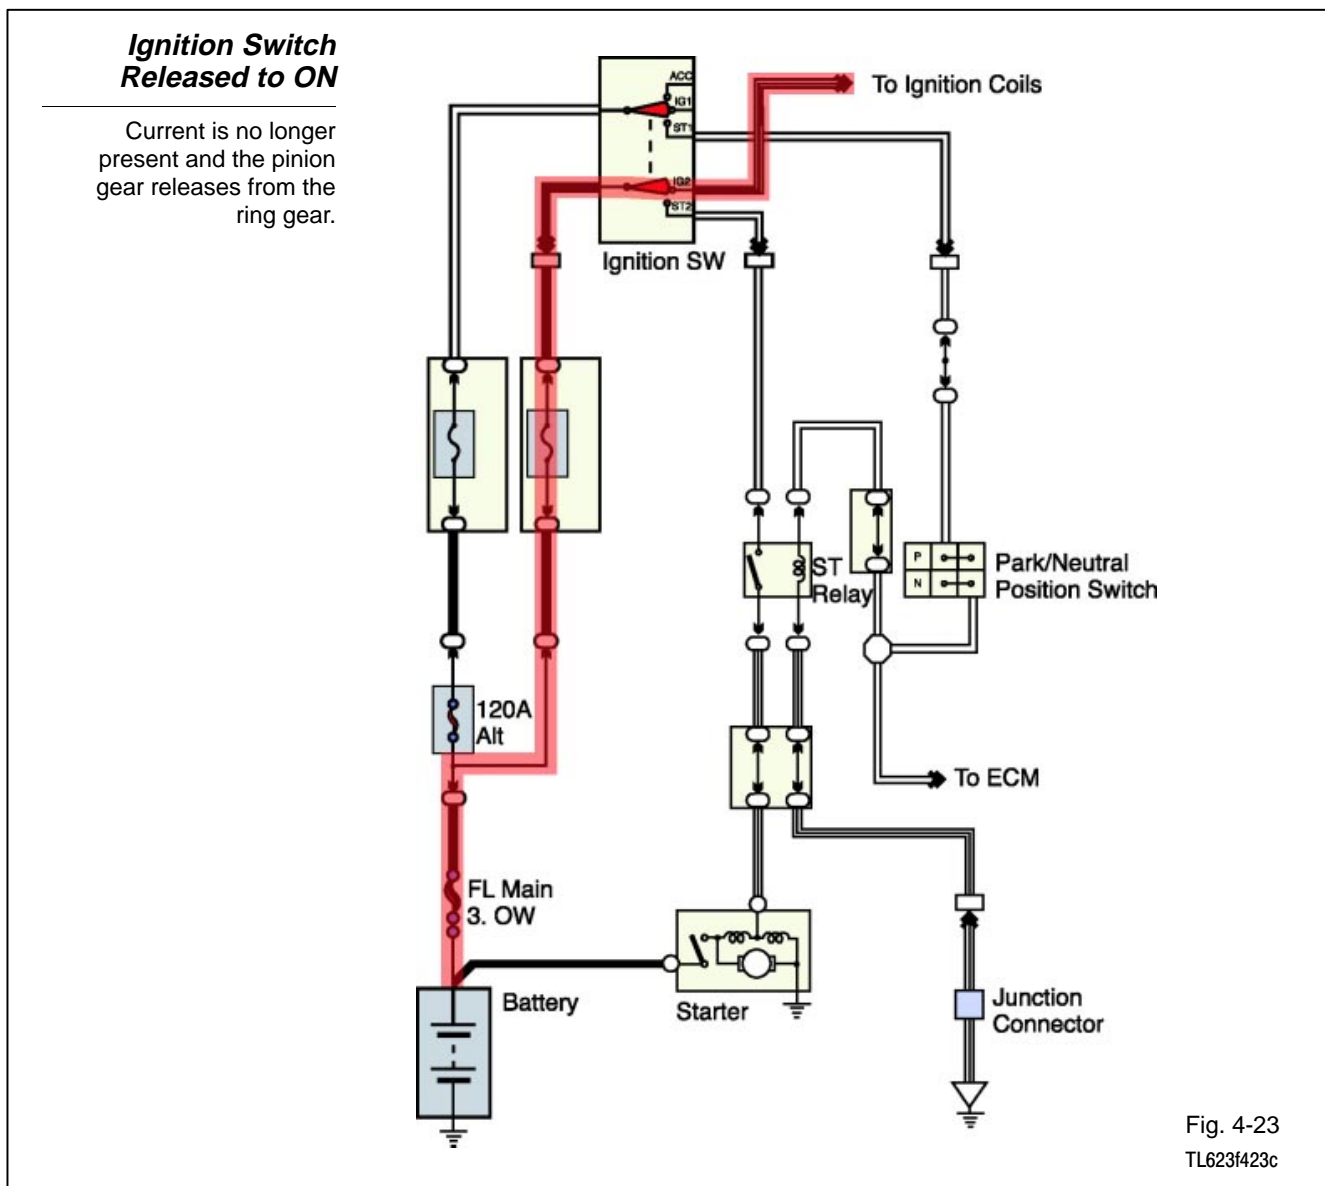 Ignition Switch
Released to ON
Current is no longer
present and the pinion
gear releases from the
ring gear.
ACC
IG1
ST1
IG2
ST2
To Ignition Coils
Ignition SW
ST
Relay
P
N
Park/Neutral
Position Switch
120A
Alt
To ECM
FL Main
3. OW
Battery
Starter
Junction
Connector
Fig. 4-23
TL623f423c